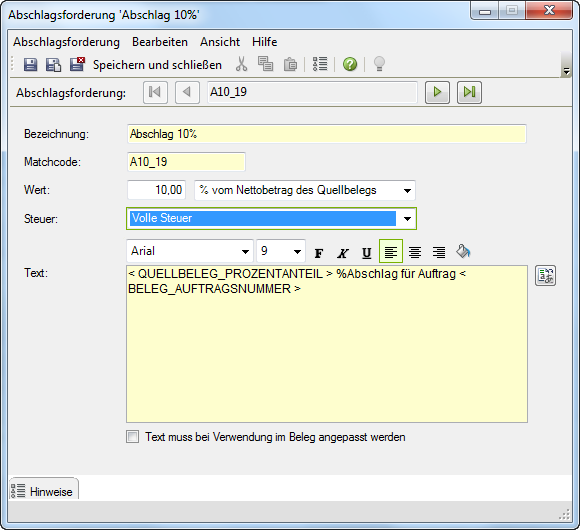 Abschlagsforderung 'Abschlag 10%'
Abschlagsforderung Bearbeiten Ansicht Hilfe
Speichern und schließen
Abschlagsforderung: A10_19
Bezeichnung: Abschlag 10%
Matchcode: A10_19
Wert: 10,00 % vom Nettobetrag des Quellbelegs
Steuer: Volle Steuer
Arial 9 F K U
Text: < QUELLBELEG_PROZENTANTEIL > %Abschlag für Auftrag <
BELEG_AUFTRAGSNUMMER >
Text muss bei Verwendung im Beleg angepasst werden
Hinweise